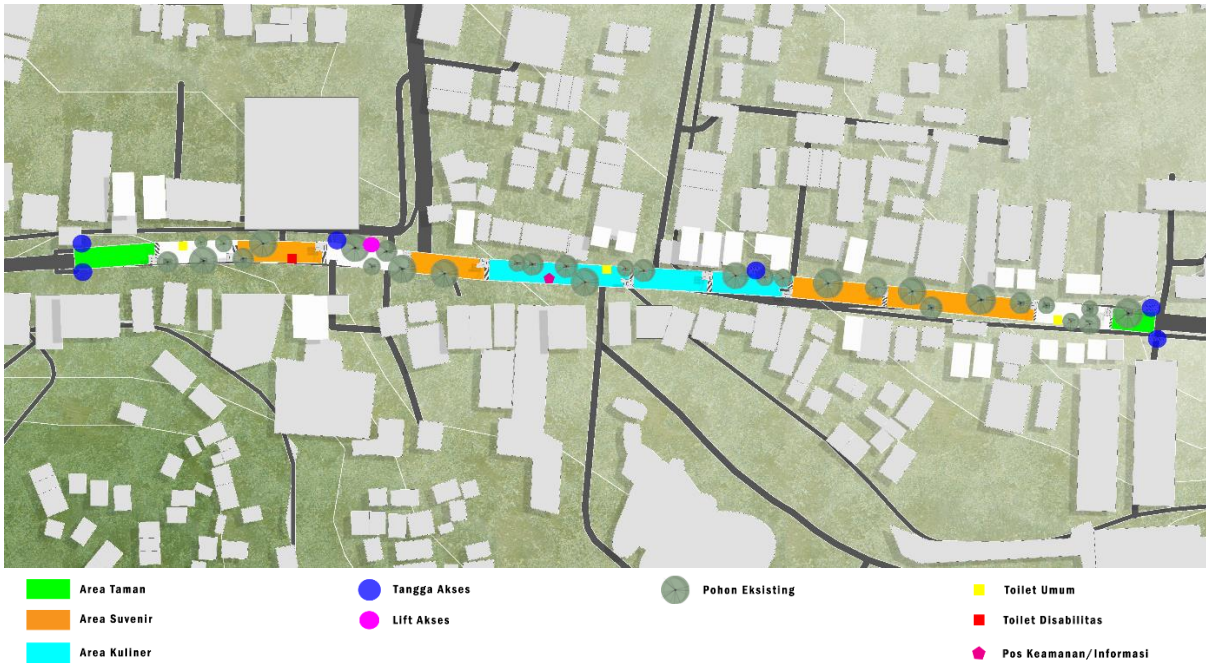 Area Taman
Tangga Akses
Pohon Eksisting
Toilet Umum
Area Suvenir
Lift Akses
Toilet Disabilitas
Area Kuliner
Pos Keamanan/Informasi